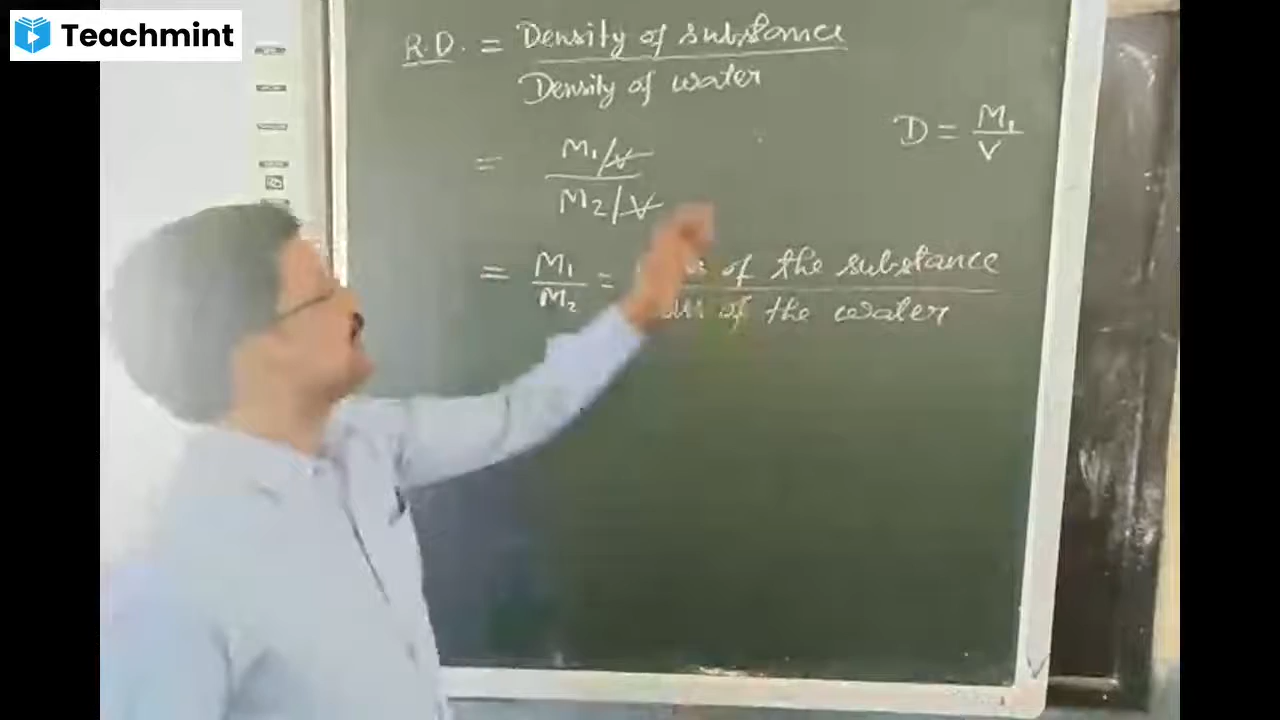 Teachmint
R.D. = Density of substance
Density of water
D = M₁
V
= M₁/V
M₂/V
= M₁ = of the substance
M₂ of the water